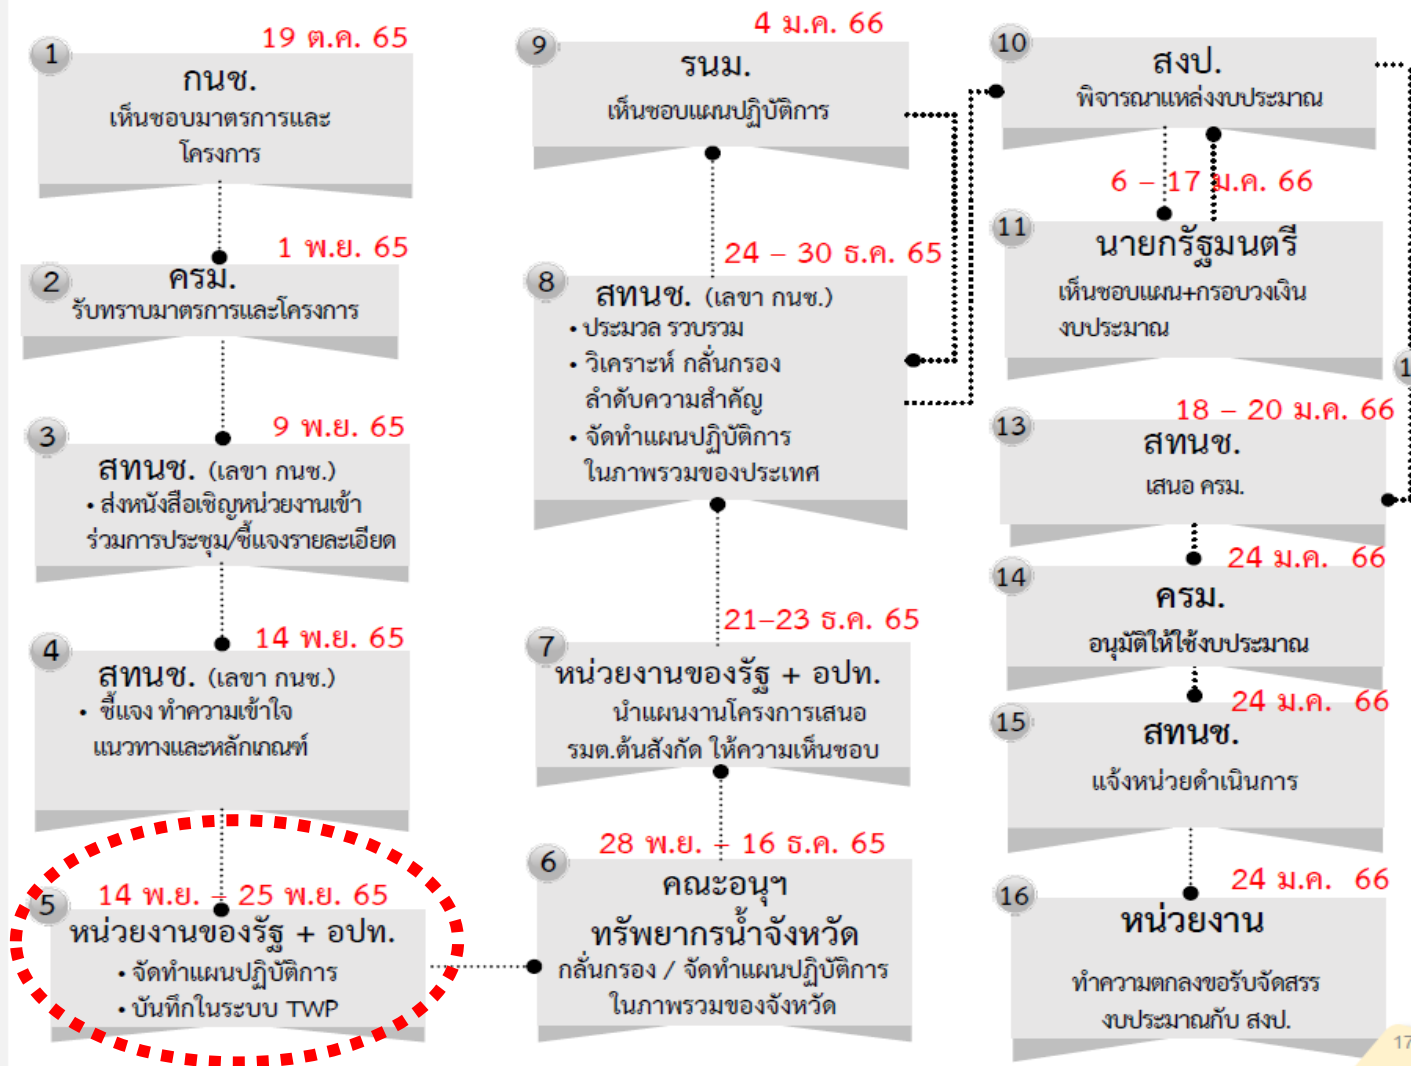 1
19 ต.ค. 65
กนช.
เห็นชอบมาตรการและ
โครงการ
2
1 พ.ย. 65
ครม.
รับทราบมาตรการและโครงการ
3
9 พ.ย. 65
สทนช. (เลขา กนช.)
• ส่งหนังสือเชิญหน่วยงานเข้า
ร่วมการประชุม/ชี้แจงรายละเอียด
4
14 พ.ย. 65
สทนช. (เลขา กนช.)
• ชี้แจง ทำความเข้าใจ
แนวทางและหลักเกณฑ์
5
14 พ.ย. – 25 พ.ย. 65
หน่วยงานของรัฐ + อปท.
• จัดทำแผนปฏิบัติการ
• บันทึกในระบบ TWP
6
28 พ.ย. – 16 ธ.ค. 65
คณะอนุฯ
ทรัพยากรน้ำจังหวัด
กลั่นกรอง / จัดทำแผนปฏิบัติการ
ในภาพรวมของจังหวัด
7
21–23 ธ.ค. 65
หน่วยงานของรัฐ + อปท.
นำแผนงานโครงการเสนอ
รมต.ต้นสังกัด ให้ความเห็นชอบ
8
24 – 30 ธ.ค. 65
สทนช. (เลขา กนช.)
• ประมวล รวบรวม
• วิเคราะห์ กลั่นกรอง
ลำดับความสำคัญ
• จัดทำแผนปฏิบัติการ
ในภาพรวมของประเทศ
9
4 ม.ค. 66
รนม.
เห็นชอบแผนปฏิบัติการ
10
สงป.
พิจารณาแหล่งงบประมาณ
6 – 17 ม.ค. 66
11
นายกรัฐมนตรี
เห็นชอบแผน+กรอบวงเงิน
งบประมาณ
18 – 20 ม.ค. 66
13
สทนช.
เสนอ ครม.
24 ม.ค. 66
14
ครม.
อนุมัติให้ใช้งบประมาณ
24 ม.ค. 66
15
สทนช.
แจ้งหน่วยดำเนินการ
24 ม.ค. 66
16
หน่วยงาน
ทำความตกลงขอรับจัดสรร
งบประมาณกับ สงป.
17